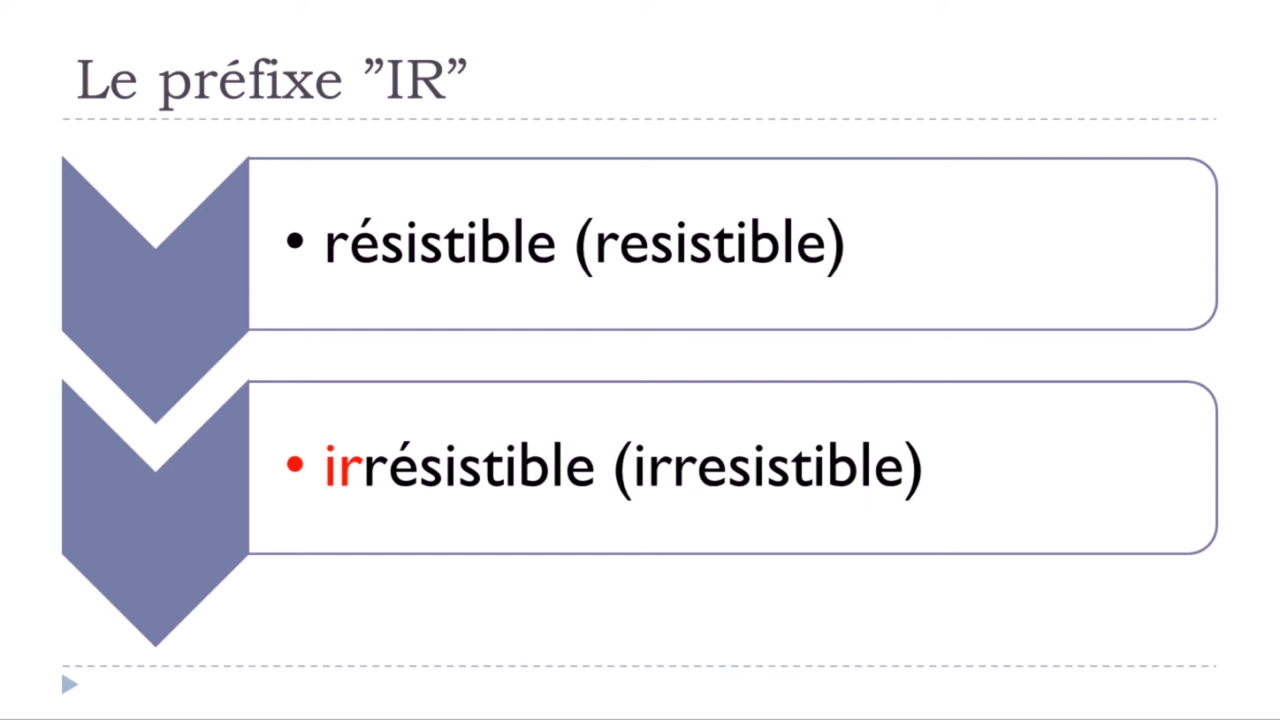 Le préfixe ”IR”
• résistible (resistible)
• irrésistible (irresistible)